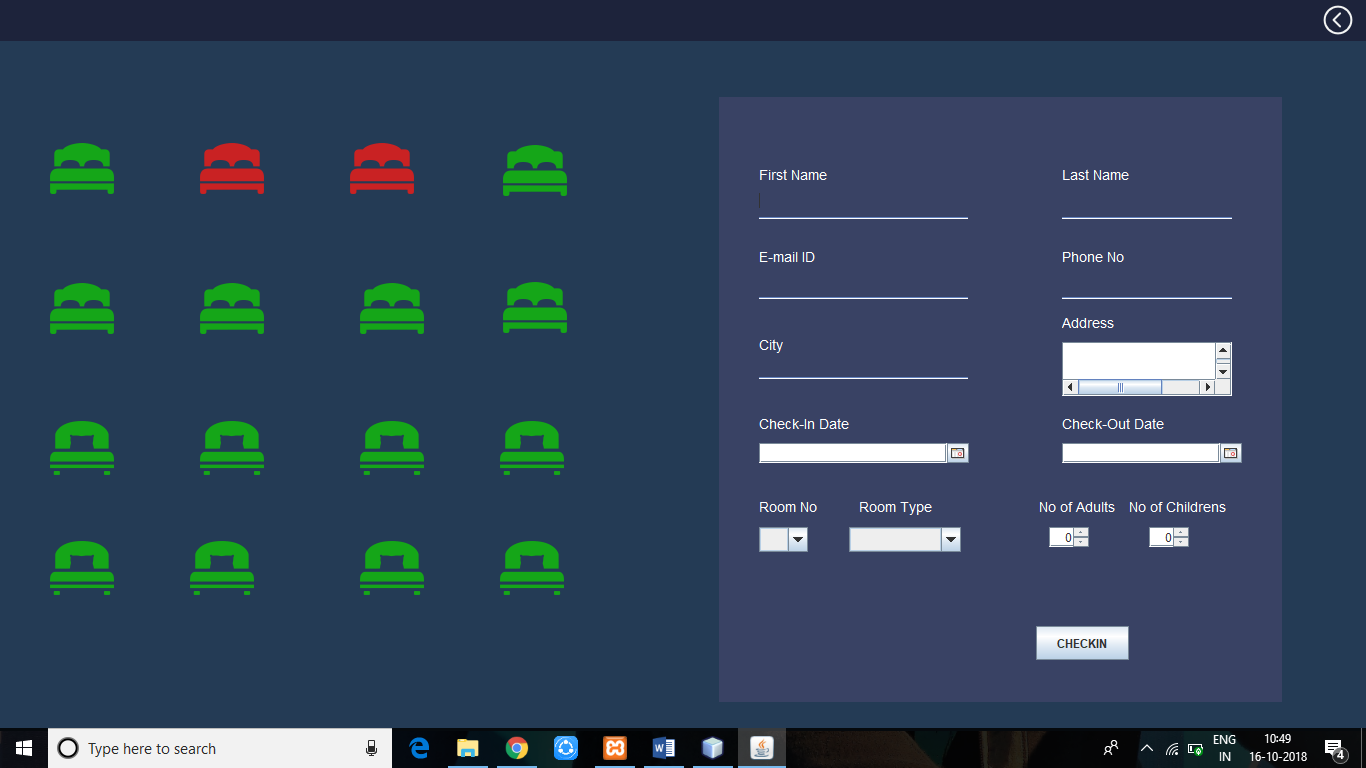 First Name Last Name
E-mail ID Phone No
Address
City
Check-In Date Check-Out Date
Room No Room Type No of Adults No of Childrens
0 0
CHECKIN
Type here to search
ENG 10:49
IN 16-10-2018
4